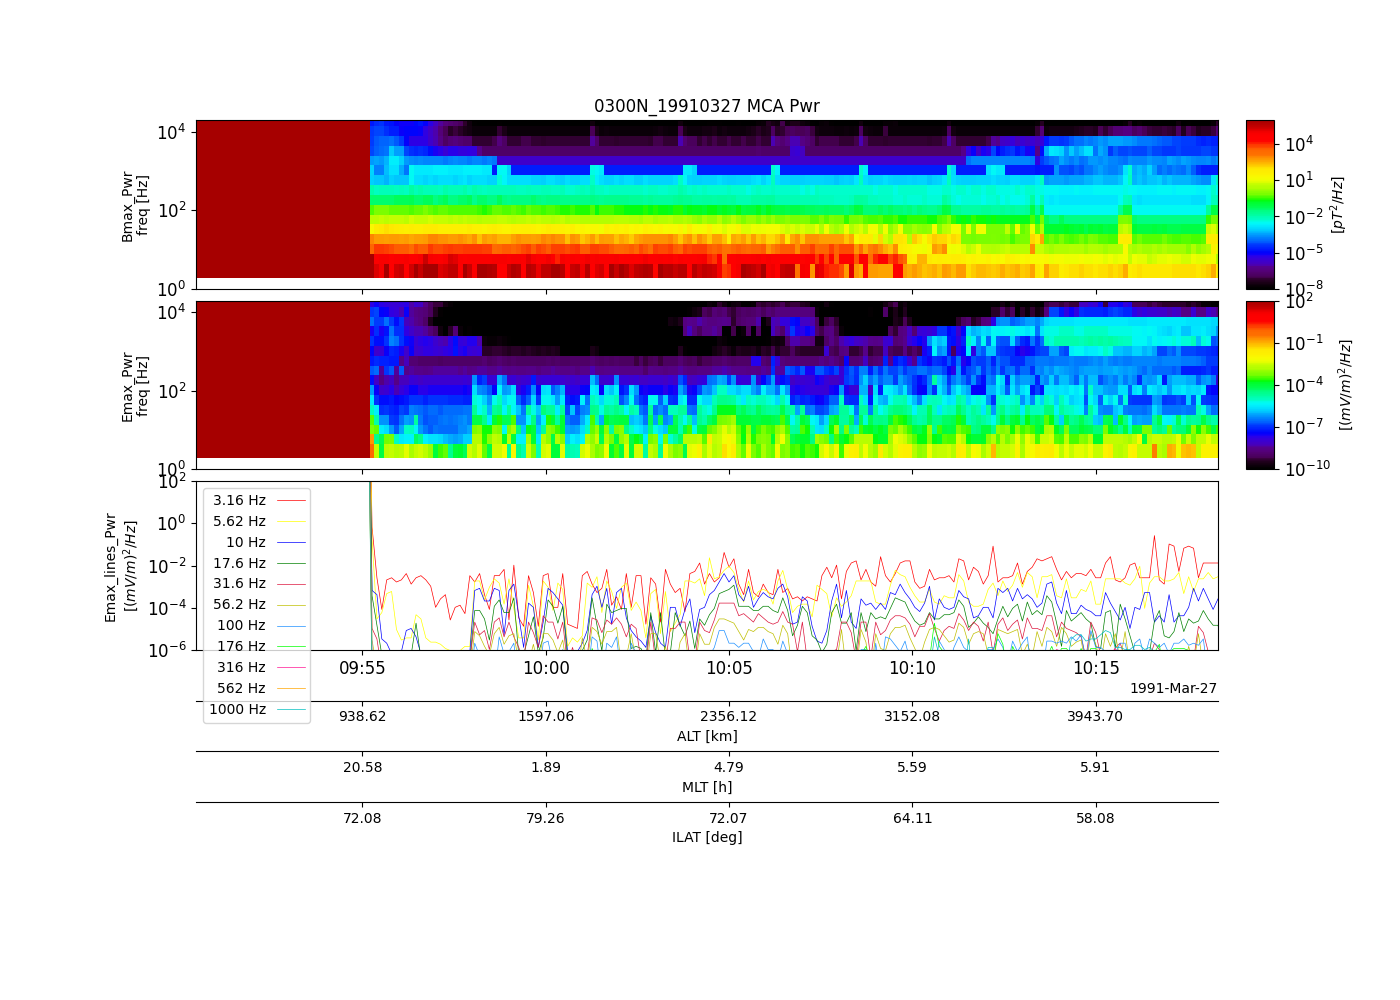 0300N_19910327 MCA Pwr
Bmax_Pwr
freq [Hz]
10⁴
10²
10⁰
10⁴
10¹
10⁻²
10⁻⁵
10⁻⁸
[pT²/Hz]
Emax_Pwr
freq [Hz]
10⁴
10²
10⁰
10²
10⁻¹
10⁻⁴
10⁻⁷
10⁻¹⁰
[(mV/m)²/Hz]
Emax_lines_Pwr
[(mV/m)²/Hz]
10²
10⁰
10⁻²
10⁻⁴
10⁻⁶
3.16 Hz
5.62 Hz
10 Hz
17.6 Hz
31.6 Hz
56.2 Hz
100 Hz
176 Hz
316 Hz
562 Hz
1000 Hz
09:55 10:00 10:05 10:10 10:15
1991-Mar-27
938.62 1597.06 2356.12 3152.08 3943.70
ALT [km]
20.58 1.89 4.79 5.59 5.91
MLT [h]
72.08 79.26 72.07 64.11 58.08
ILAT [deg]